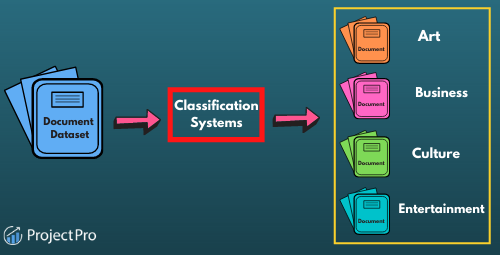 Document
Dataset
Classification
Systems
Document
Art
Document
Business
Document
Culture
Document
Entertainment
ProjectPro